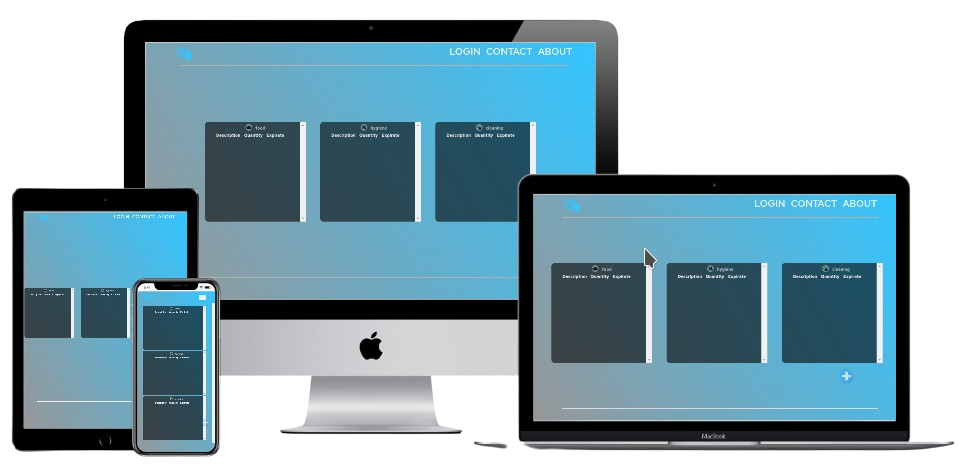 LOGIN CONTACT ABOUT
food
Description Quantity Expirate
hygiene
Description Quantity Expirate
cleaning
Description Quantity Expirate
LOGIN CONTACT ABOUT
food
Description Quantity Expirate
hygiene
Description Quantity Expirate
cleaning
Description Quantity Expirate
MacBook
LOGIN CONTACT ABOUT